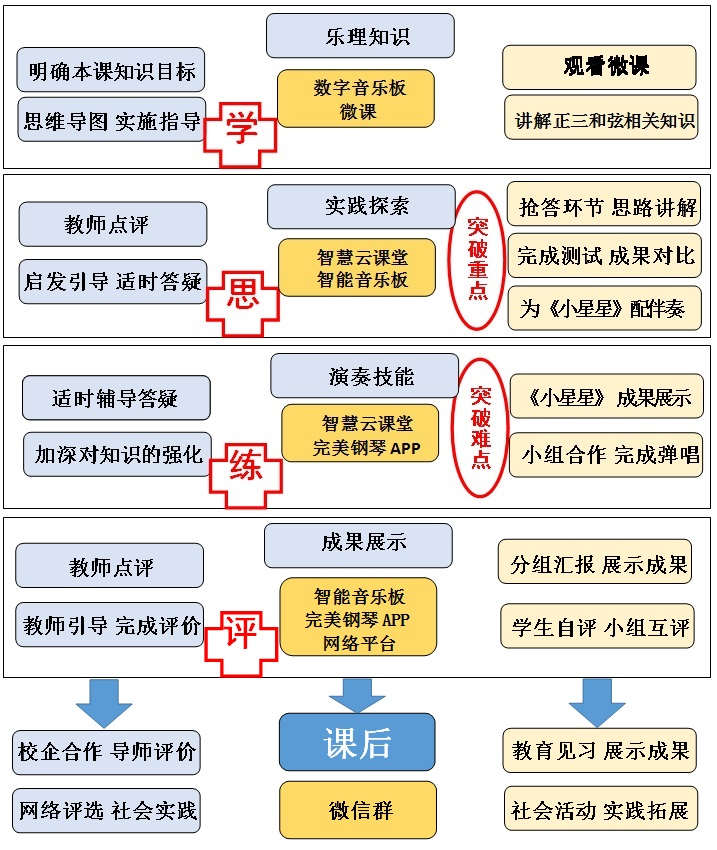 乐理知识
明确本课知识目标
思维导图 实施指导
学
数字音乐板
微课
观看微课
讲解正三和弦相关知识
实践探索
教师点评
启发引导 适时答疑
思
智慧云课堂
智能音乐板
突破重点
抢答环节 思路讲解
完成测试 成果对比
为《小星星》配伴奏
演奏技能
适时辅导答疑
加深对知识的强化
练
智慧云课堂
完美钢琴 APP
突破难点
《小星星》 成果展示
小组合作 完成弹唱
成果展示
教师点评
教师引导 完成评价
评
智能音乐板
完美钢琴 APP
网络平台
分组汇报 展示成果
学生自评 小组互评
课后
校企合作 导师评价
网络评选 社会实践
微信群
教育见习 展示成果
社会活动 实践拓展